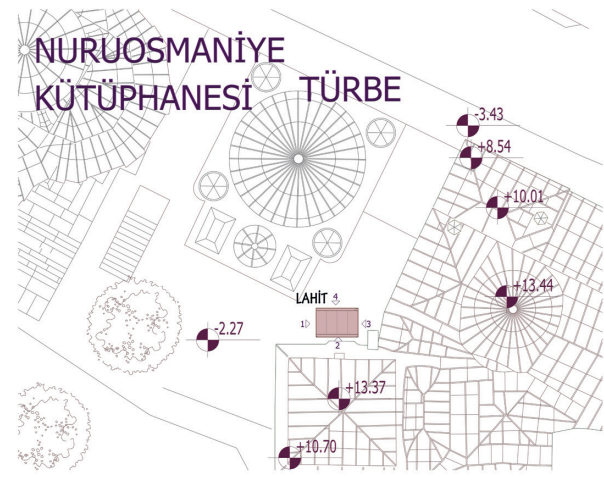 NURUOSMANİYE
KÜTÜPHANESİ
TÜRBE
-3.43
+8.54
+10.01
+13.44
LAHİT
4
1
3
2
-2.27
+13.37
+10.70